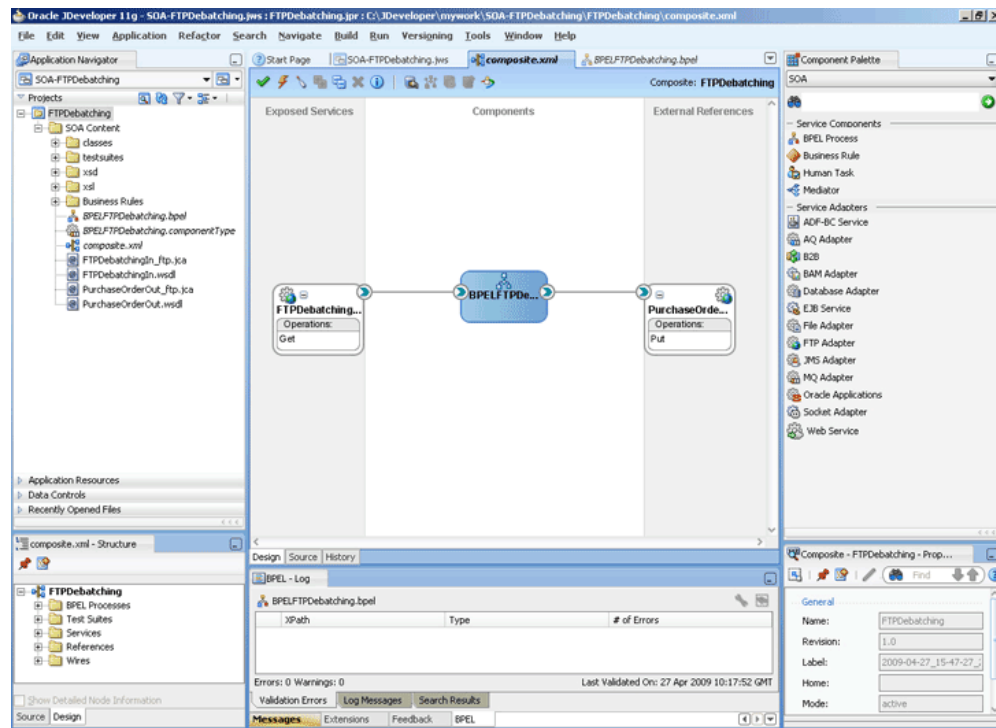 Oracle JDeveloper 11g - SOA-FTPDebatching.jws : FTPDebatching.jpr : C:\JDeveloper\mywork\SOA-FTPDebatching\FTPDebatching\composite.xml
File Edit View Application Refactor Search Navigate Build Run Versioning Tools Window Help
Application Navigator
SOA-FTPDebatching
Projects
FTPDebatching
SOA Content
classes
testsuites
xsd
xsl
Business Rules
BPELFTPDebatching.bpel
BPELFTPDebatching.componentType
composite.xml
FTPDebatchingIn_ftp.jca
FTPDebatchingIn.wsdl
PurchaseOrderOut_ftp.jca
PurchaseOrderOut.wsdl
Application Resources
Data Controls
Recently Opened Files
composite.xml - Structure
FTPDebatching
BPEL Processes
Test Suites
Services
References
Wires
Show Detailed Node Information
Source Design
Start Page SOA-FTPDebatching.jws composite.xml BPELFTPDebatching.bpel
Composite: FTPDebatching
Exposed Services Components External References
FTPDebatching...
Operations:
Get
BPELFTPDe...
PurchaseOrde...
Operations:
Put
Design Source History
BPEL - Log
BPELFTPDebatching.bpel
XPath Type # of Errors
Errors: 0 Warnings: 0 Last Validated On: 27 Apr 2009 10:17:52 GMT
Validation Errors Log Messages Search Results
Messages Extensions Feedback BPEL
Component Palette
SOA
Service Components
BPEL Process
Business Rule
Human Task
Mediator
Service Adapters
ADF-BC Service
AQ Adapter
B2B
BAM Adapter
Database Adapter
EJB Service
File Adapter
FTP Adapter
JMS Adapter
MQ Adapter
Oracle Applications
Socket Adapter
Web Service
Composite - FTPDebatching - Prop...
Find
General
Name: FTPDebatching
Revision: 1.0
Label: 2009-04-27_15-47-27_
Home:
Mode: active